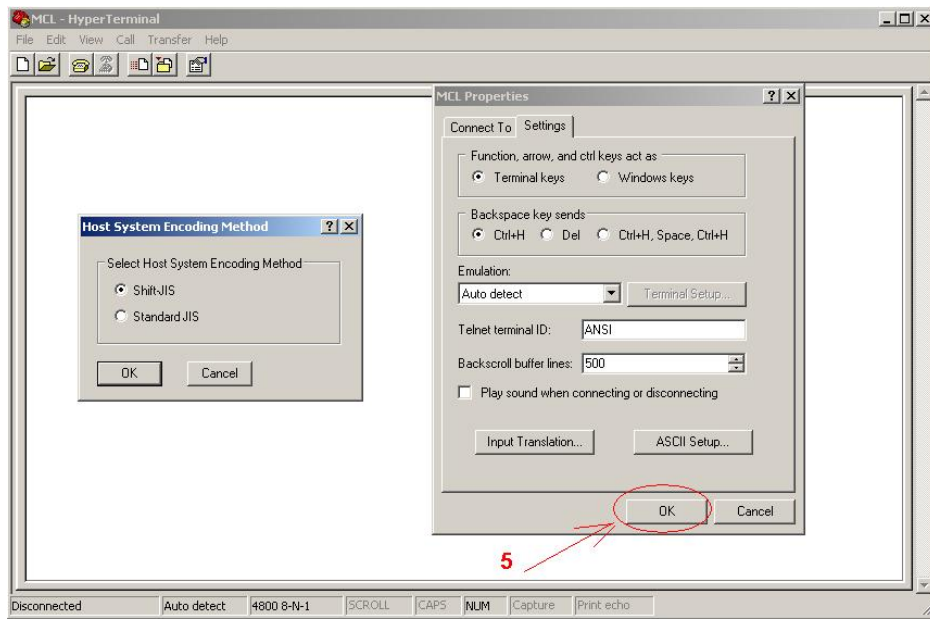 MCL - HyperTerminal
File Edit View Call Transfer Help
MCL Properties
Connect To Settings
Function, arrow, and ctrl keys act as
Terminal keys Windows keys
Backspace key sends
Ctrl+H Del Ctrl+H, Space, Ctrl+H
Emulation:
Auto detect Terminal Setup...
Telnet terminal ID: ANSI
Backscroll buffer lines: 500
Play sound when connecting or disconnecting
Input Translation... ASCII Setup...
OK Cancel
Host System Encoding Method
Select Host System Encoding Method
Shift-JIS
Standard JIS
OK Cancel
5
Disconnected Auto detect 4800 8-N-1 SCROLL CAPS NUM Capture Print echo